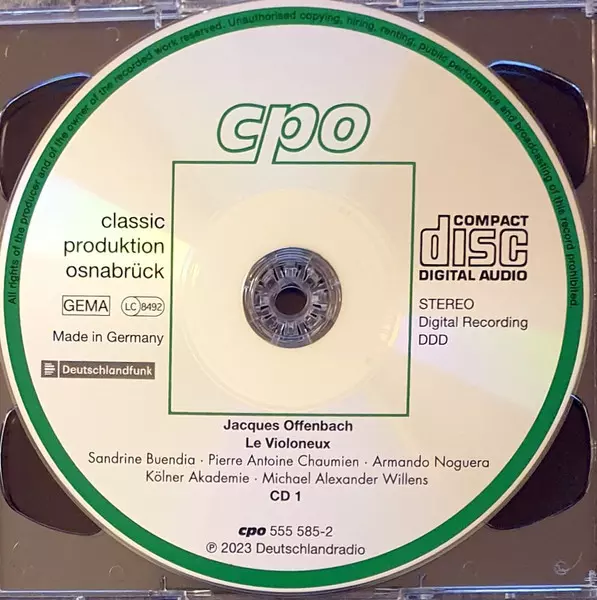 All rights of the producer and of the owner of the recorded work reserved. Unauthorised copying, hiring, renting, public performance and broadcasting of this record prohibited.
cpo
classic
produktion
osnabrück
GEMA LC 8492
Made in Germany
Deutschlandfunk
COMPACT
disc
DIGITAL AUDIO
STEREO
Digital Recording
DDD
Jacques Offenbach
Le Violoneux
Sandrine Buendia · Pierre Antoine Chaumien · Armando Noguera
Kölner Akademie · Michael Alexander Willens
CD 1
cpo 555 585-2
℗ 2023 Deutschlandradio